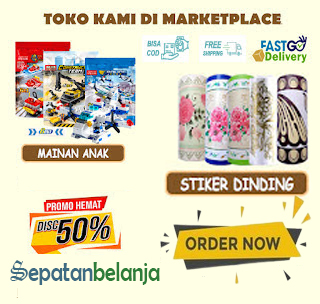 TOKO KAMI DI MARKETPLACE
BISA COD
FREE SHIPPING
FASTGO Delivery
MAINAN ANAK
STIKER DINDING
PROMO HEMAT
DISC 50%
ORDER NOW
Sepatanbelanja